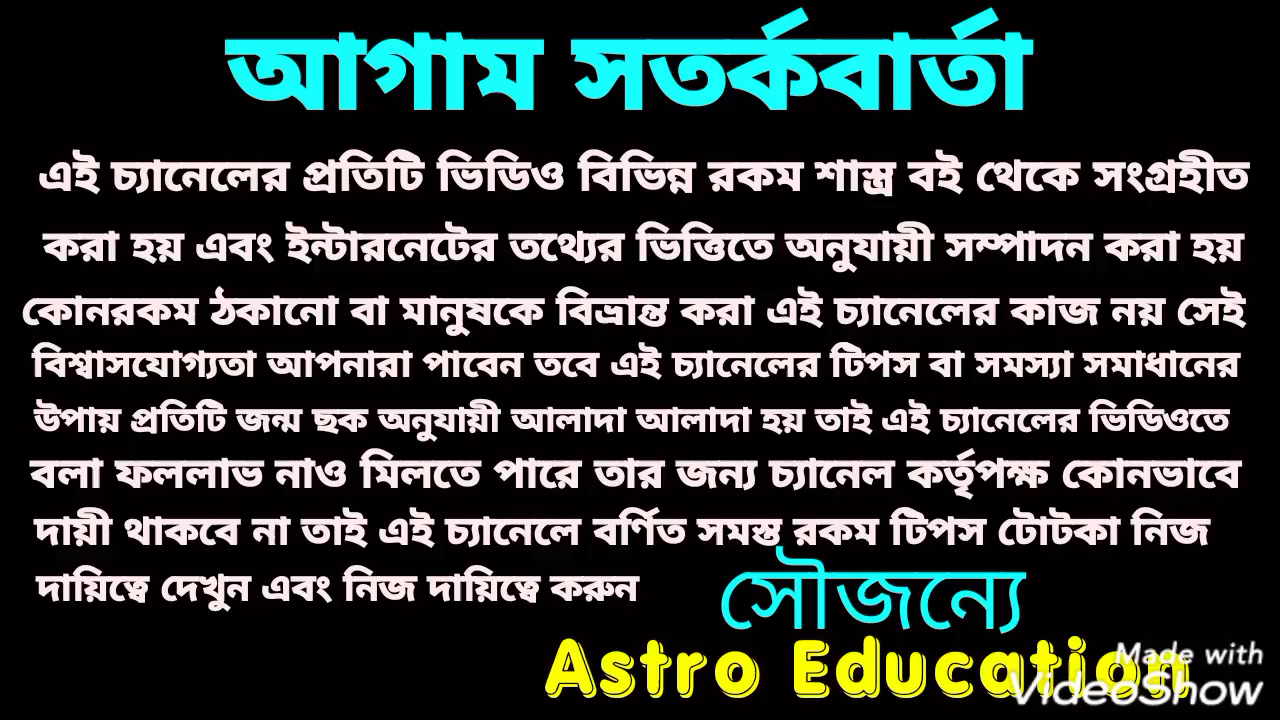 আগাম সতর্কবার্তা
এই চ্যানেলের প্রতিটি ভিডিও বিভিন্ন রকম শাস্ত্র বই থেকে সংগ্রহীত
করা হয় এবং ইন্টারনেটের তথ্যের ভিত্তিতে অনুযায়ী সম্পাদন করা হয়
কোনরকম ঠকানো বা মানুষকে বিভ্রান্ত করা এই চ্যানেলের কাজ নয় সেই
বিশ্বাসযোগ্যতা আপনারা পাবেন তবে এই চ্যানেলের টিপস বা সমস্যা সমাধানের
উপায় প্রতিটি জন্ম ছক অনুযায়ী আলাদা আলাদা হয় তাই এই চ্যানেলের ভিডিওতে
বলা ফললাভ নাও মিলতে পারে তার জন্য চ্যানেল কর্তৃপক্ষ কোনভাবে
দায়ী থাকবে না তাই এই চ্যানেলে বর্ণিত সমস্ত রকম টিপস টোটকা নিজ
দায়িত্বে দেখুন এবং নিজ দায়িত্বে করুন
সৌজন্যে
Astro Education
Made with
VideoShow